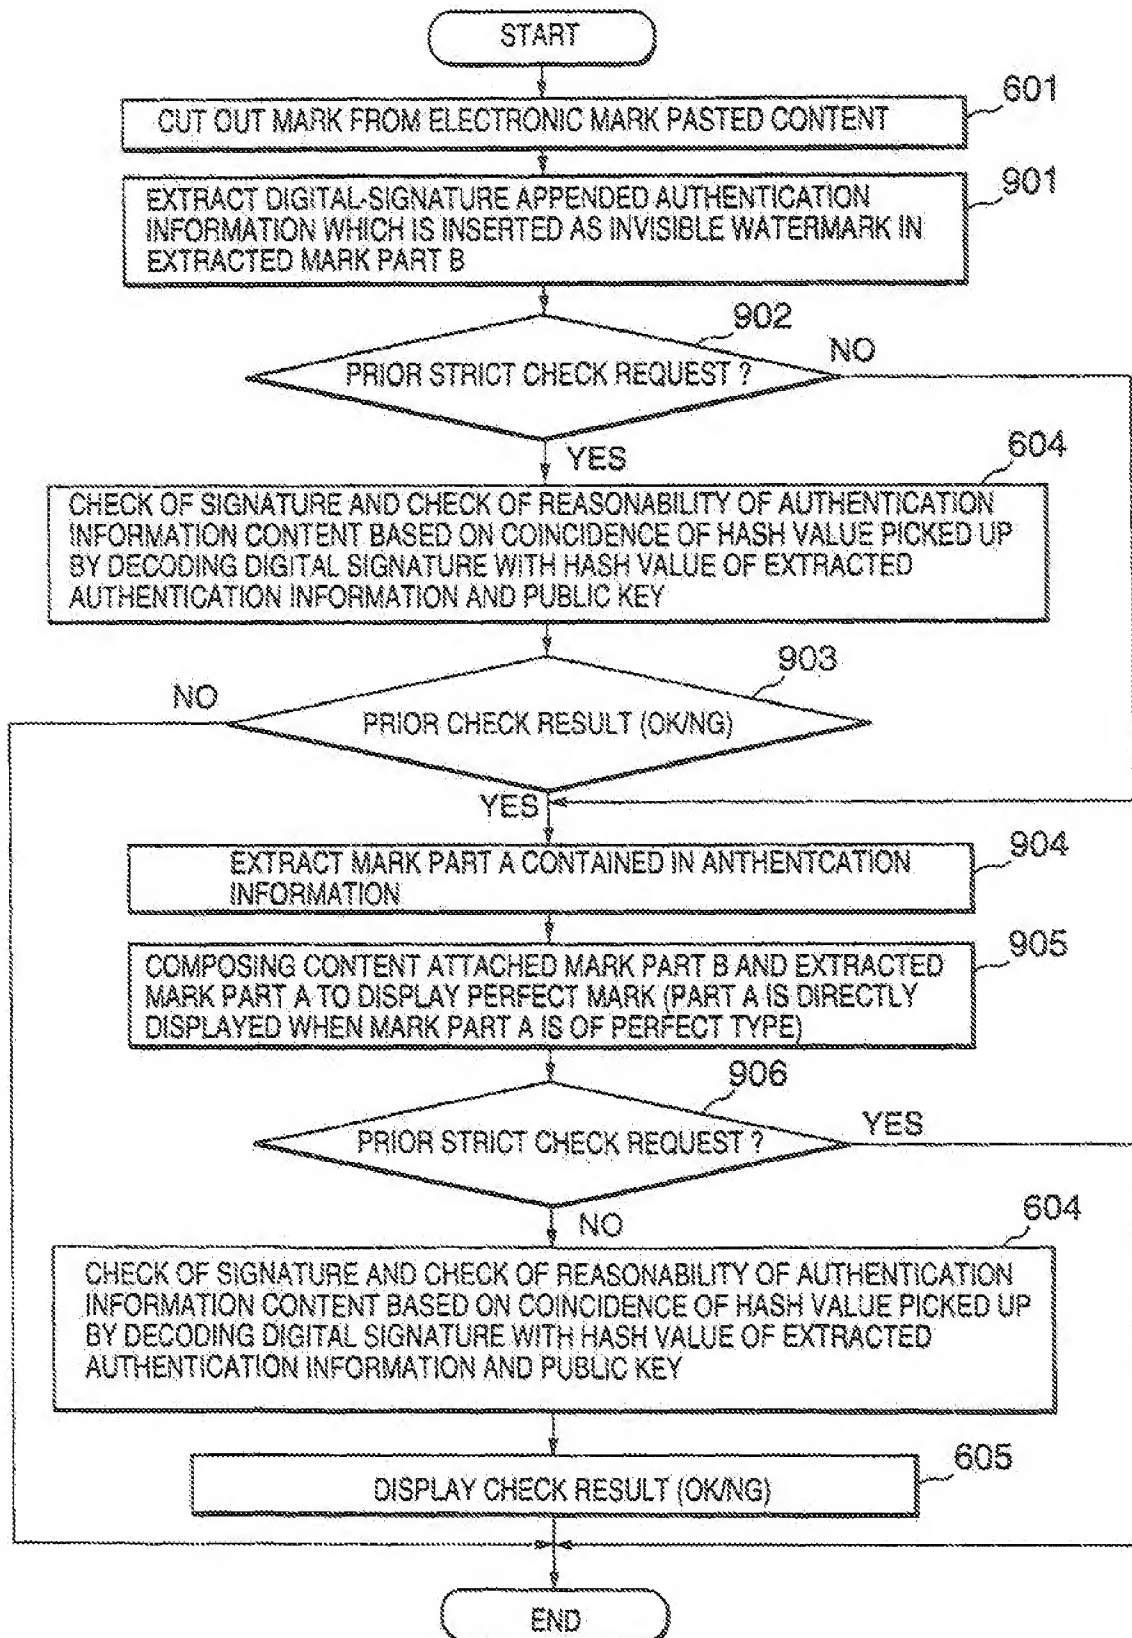 START
601
CUT OUT MARK FROM ELECTRONIC MARK PASTED CONTENT
901
EXTRACT DIGITAL-SIGNATURE APPENDED AUTHENTICATION
INFORMATION WHICH IS INSERTED AS INVISIBLE WATERMARK IN
EXTRACTED MARK PART B
902
PRIOR STRICT CHECK REQUEST ?
NO
YES
604
CHECK OF SIGNATURE AND CHECK OF REASONABILITY OF AUTHENTICATION
INFORMATION CONTENT BASED ON COINCIDENCE OF HASH VALUE PICKED UP
BY DECODING DIGITAL SIGNATURE WITH HASH VALUE OF EXTRACTED
AUTHENTICATION INFORMATION AND PUBLIC KEY
903
NO
PRIOR CHECK RESULT (OK/NG)
YES
904
EXTRACT MARK PART A CONTAINED IN ANTHENTCATION
INFORMATION
905
COMPOSING CONTENT ATTACHED MARK PART B AND EXTRACTED
MARK PART A TO DISPLAY PERFECT MARK (PART A IS DIRECTLY
DISPLAYED WHEN MARK PART A IS OF PERFECT TYPE)
906
PRIOR STRICT CHECK REQUEST ?
YES
NO
604
CHECK OF SIGNATURE AND CHECK OF REASONABILITY OF AUTHENTICATION
INFORMATION CONTENT BASED ON COINCIDENCE OF HASH VALUE PICKED UP
BY DECODING DIGITAL SIGNATURE WITH HASH VALUE OF EXTRACTED
AUTHENTICATION INFORMATION AND PUBLIC KEY
605
DISPLAY CHECK RESULT (OK/NG)
END